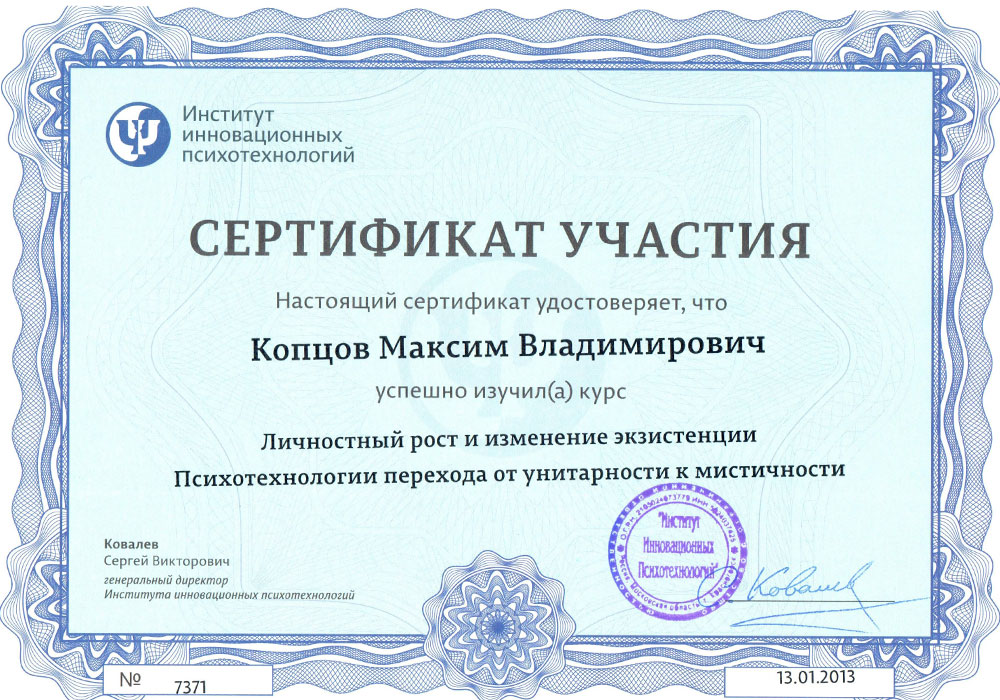 Институт
инновационных
психотехнологий
СЕРТИФИКАТ УЧАСТИЯ
Настоящий сертификат удостоверяет, что
Копцов Максим Владимирович
успешно изучил(а) курс
Личностный рост и изменение экзистенции
Психотехнологии перехода от унитарности к мистичности
"Институт
Инновационных
Психотехнологий"
Ковалев
Сергей Викторович
генеральный директор
Института инновационных психотехнологий
Ковалев
№ 7371
13.01.2013